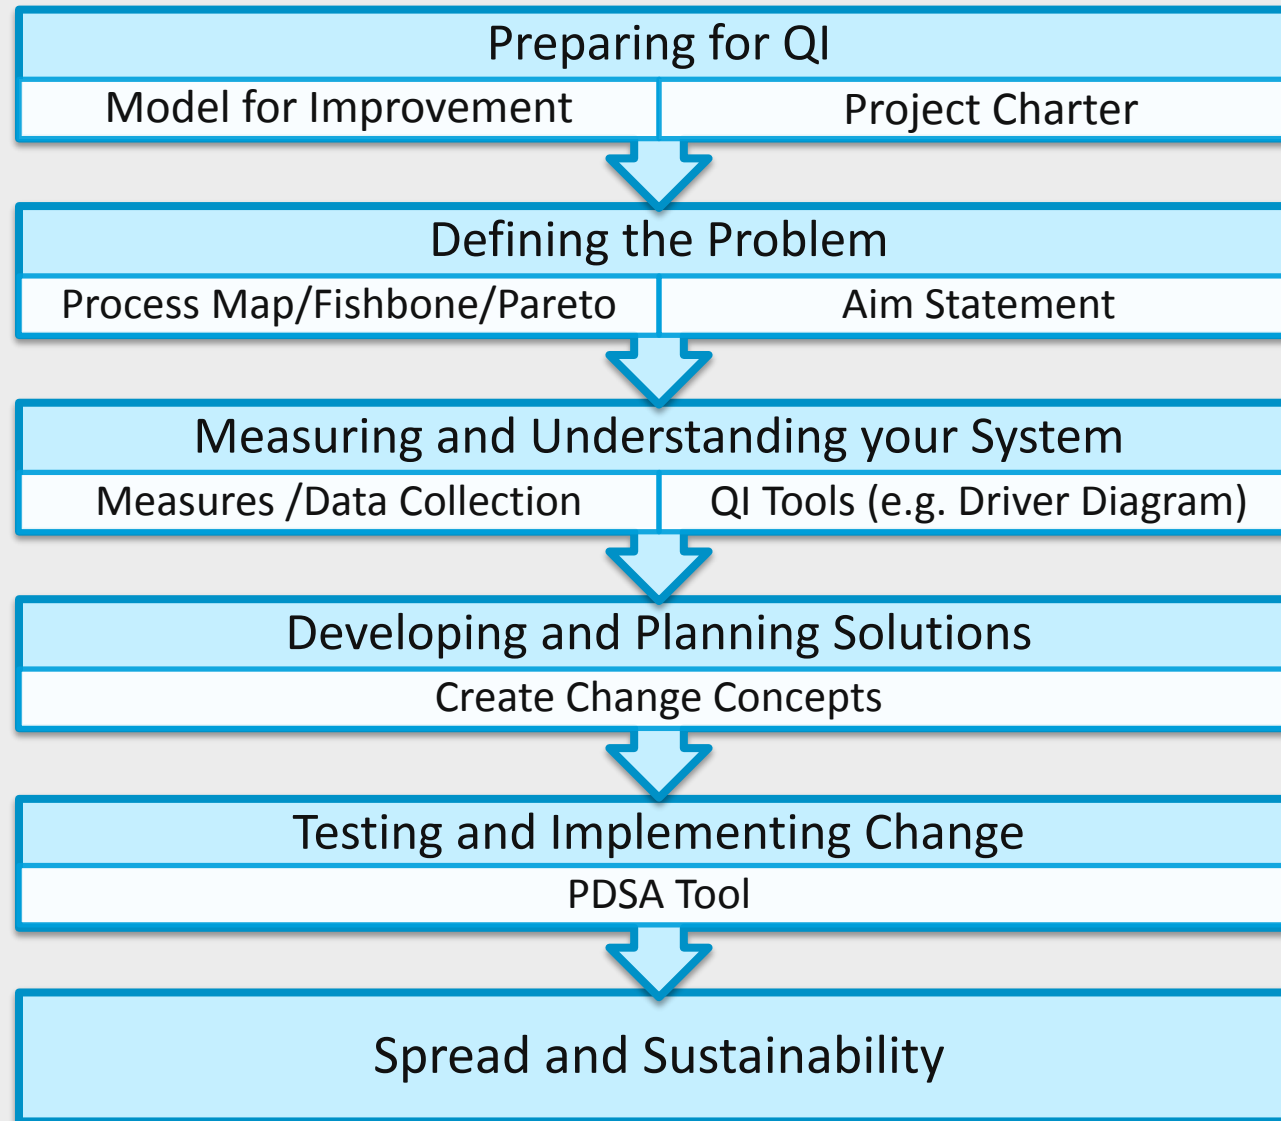 Preparing for QI
Model for Improvement
Project Charter
Defining the Problem
Process Map/Fishbone/Pareto
Aim Statement
Measuring and Understanding your System
Measures /Data Collection
QI Tools (e.g. Driver Diagram)
Developing and Planning Solutions
Create Change Concepts
Testing and Implementing Change
PDSA Tool
Spread and Sustainability